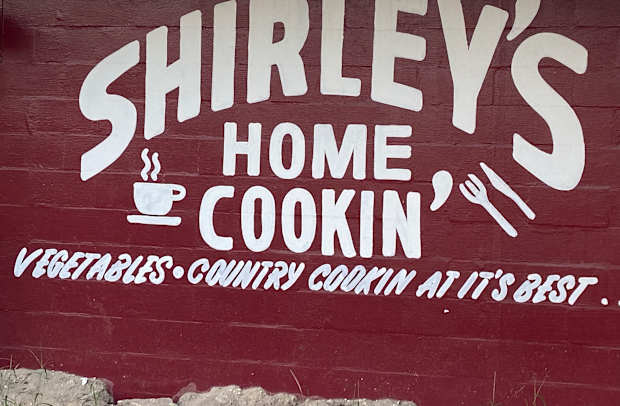 SHIRLEY'S
HOME
COOKIN'
VEGETABLES • COUNTRY COOKIN AT IT'S BEST...